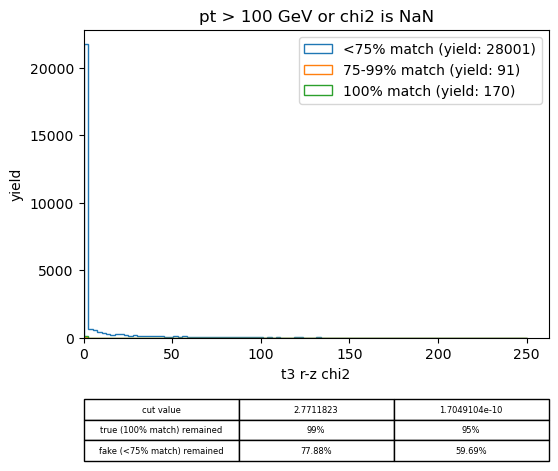 pt > 100 GeV or chi2 is NaN
<75% match (yield: 28001)
75-99% match (yield: 91)
100% match (yield: 170)
20000
15000
10000
5000
0
yield
0 50 100 150 200 250
t3 r-z chi2
cut value 2.7711823 1.7049104e-10
true (100% match) remained 99% 95%
fake (<75% match) remained 77.88% 59.69%